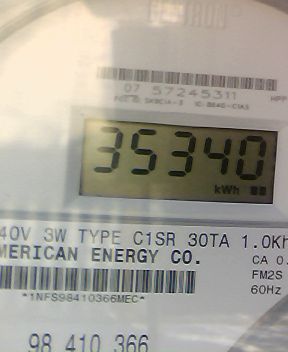 07 57245311
35340
kWh
40V 3W TYPE C1SR 30TA 1.0Kh
MERICAN ENERGY CO.
CA 0.
FM2S
60Hz
*1NFS98410366MEC*
98 410 366